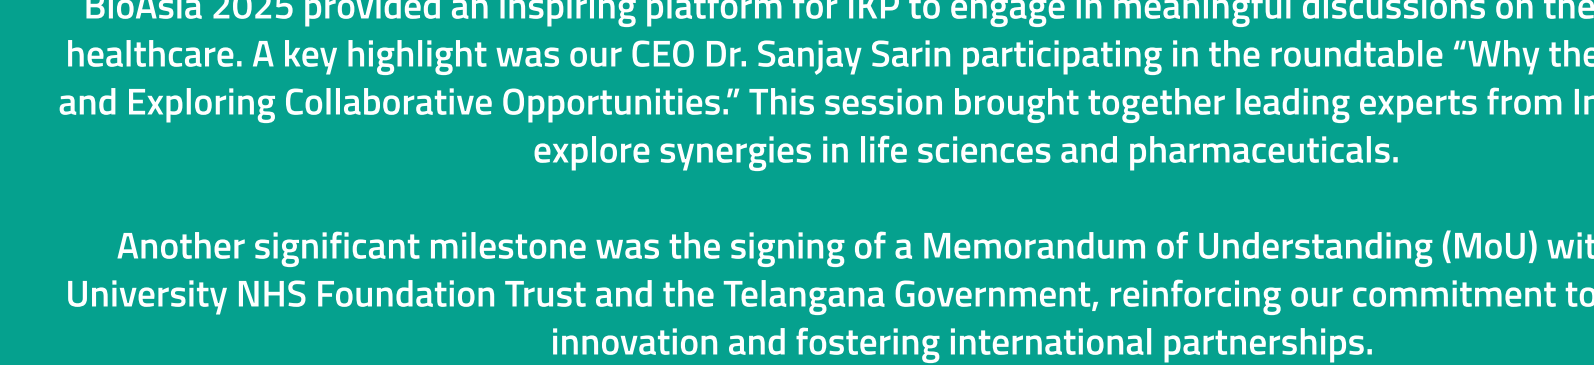 BioAsia 2025 provided an inspiring platform for IKP to engage in meaningful discussions on the
healthcare. A key highlight was our CEO Dr. Sanjay Sarin participating in the roundtable “Why the
and Exploring Collaborative Opportunities.” This session brought together leading experts from
explore synergies in life sciences and pharmaceuticals.
Another significant milestone was the signing of a Memorandum of Understanding (MoU)
University NHS Foundation Trust and the Telangana Government, reinforcing our commitment to
innovation and fostering international partnerships.